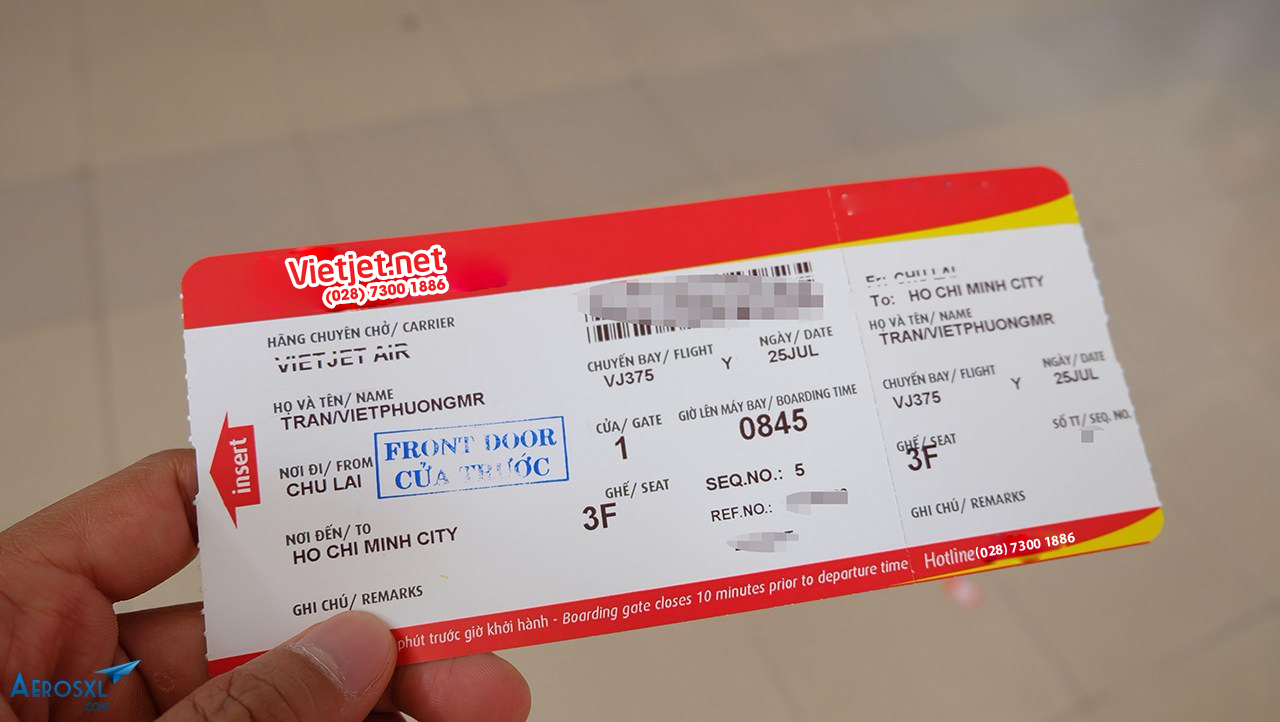 Vietjet.net
(028) 7300 1886
HÃNG CHUYÊN CHỞ/ CARRIER
VIETJET AIR
HỌ VÀ TÊN/ NAME
TRAN/VIETPHUONGMR
NƠI ĐI/ FROM
CHU LAI
FRONT DOOR
CỬA TRƯỚC
NƠI ĐẾN/ TO
HO CHI MINH CITY
GHI CHÚ/ REMARKS
insert
CHUYẾN BAY/ FLIGHT
VJ375
Y
NGÀY/ DATE
25JUL
CỬA/ GATE
1
GIỜ LÊN MÁY BAY/ BOARDING TIME
0845
GHẾ/ SEAT
3F
SEQ.NO.: 5
REF.NO.:
phút trước giờ khởi hành - Boarding gate closes 10 minutes prior to departure time
CHU LAI
To: HO CHI MINH CITY
HỌ VÀ TÊN/ NAME
TRAN/VIETPHUONGMR
CHUYẾN BAY/ FLIGHT
VJ375
Y
NGÀY/ DATE
25JUL
GHẾ/ SEAT
3F
SỐ TT/ SEQ. NO.
GHI CHÚ/ REMARKS
Hotline (028) 7300 1886
AEROSXL
.COM